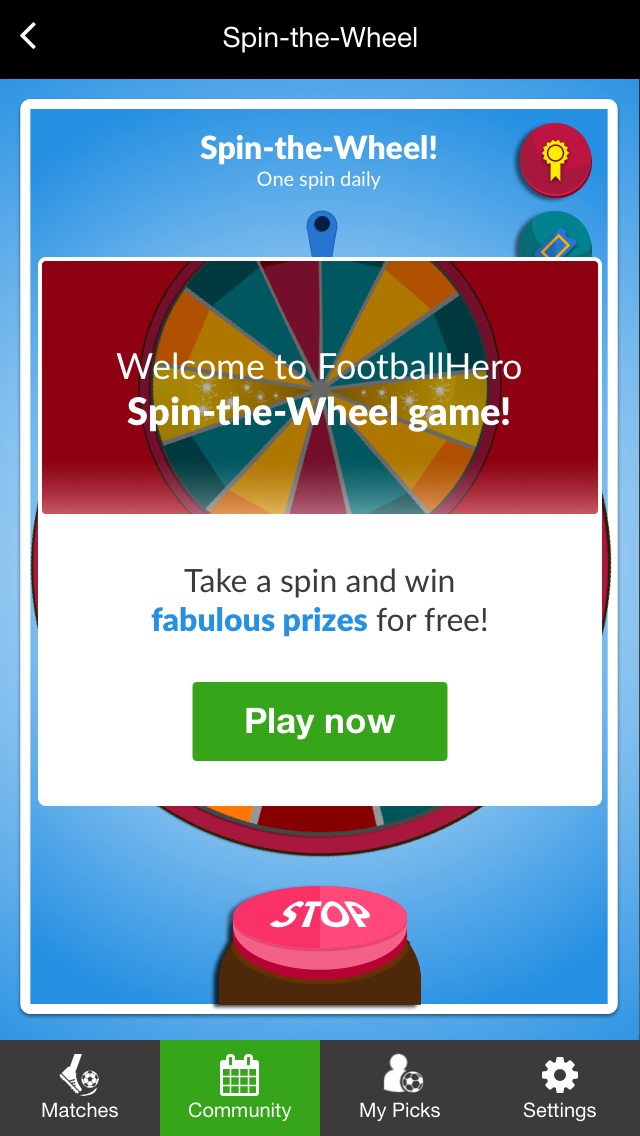 Spin-the-Wheel
Spin-the-Wheel!
One spin daily
Welcome to FootballHero
Spin-the-Wheel game!
Take a spin and win
fabulous prizes for free!
Play now
STOP
Matches
Community
My Picks
Settings